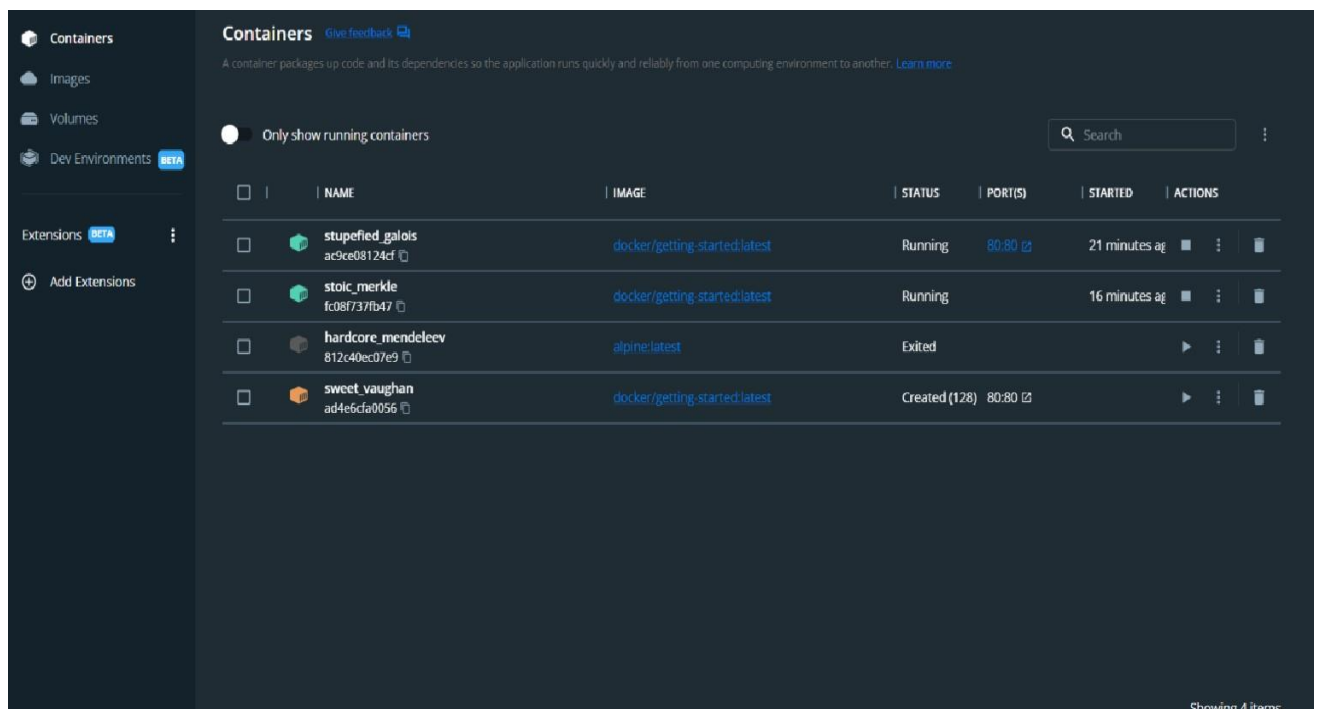 Containers
Images
Volumes
Dev Environments BETA
Extensions BETA
Add Extensions
Containers Give feedback
A container packages up code and its dependencies so the application runs quickly and reliably from one computing environment to another. Learn more
Only show running containers
Search
NAME IMAGE STATUS PORT(S) STARTED ACTIONS
stupefied_galois docker/getting-started:latest Running 80:80 21 minutes ag
ac9ce08124cf
stoic_merkle docker/getting-started:latest Running 16 minutes ag
fc08f737fb47
hardcore_mendeleev alpine:latest Exited
812c40ec07e9
sweet_vaughan docker/getting-started:latest Created (128) 80:80
ad4e6cfa0056
Showing 4 items